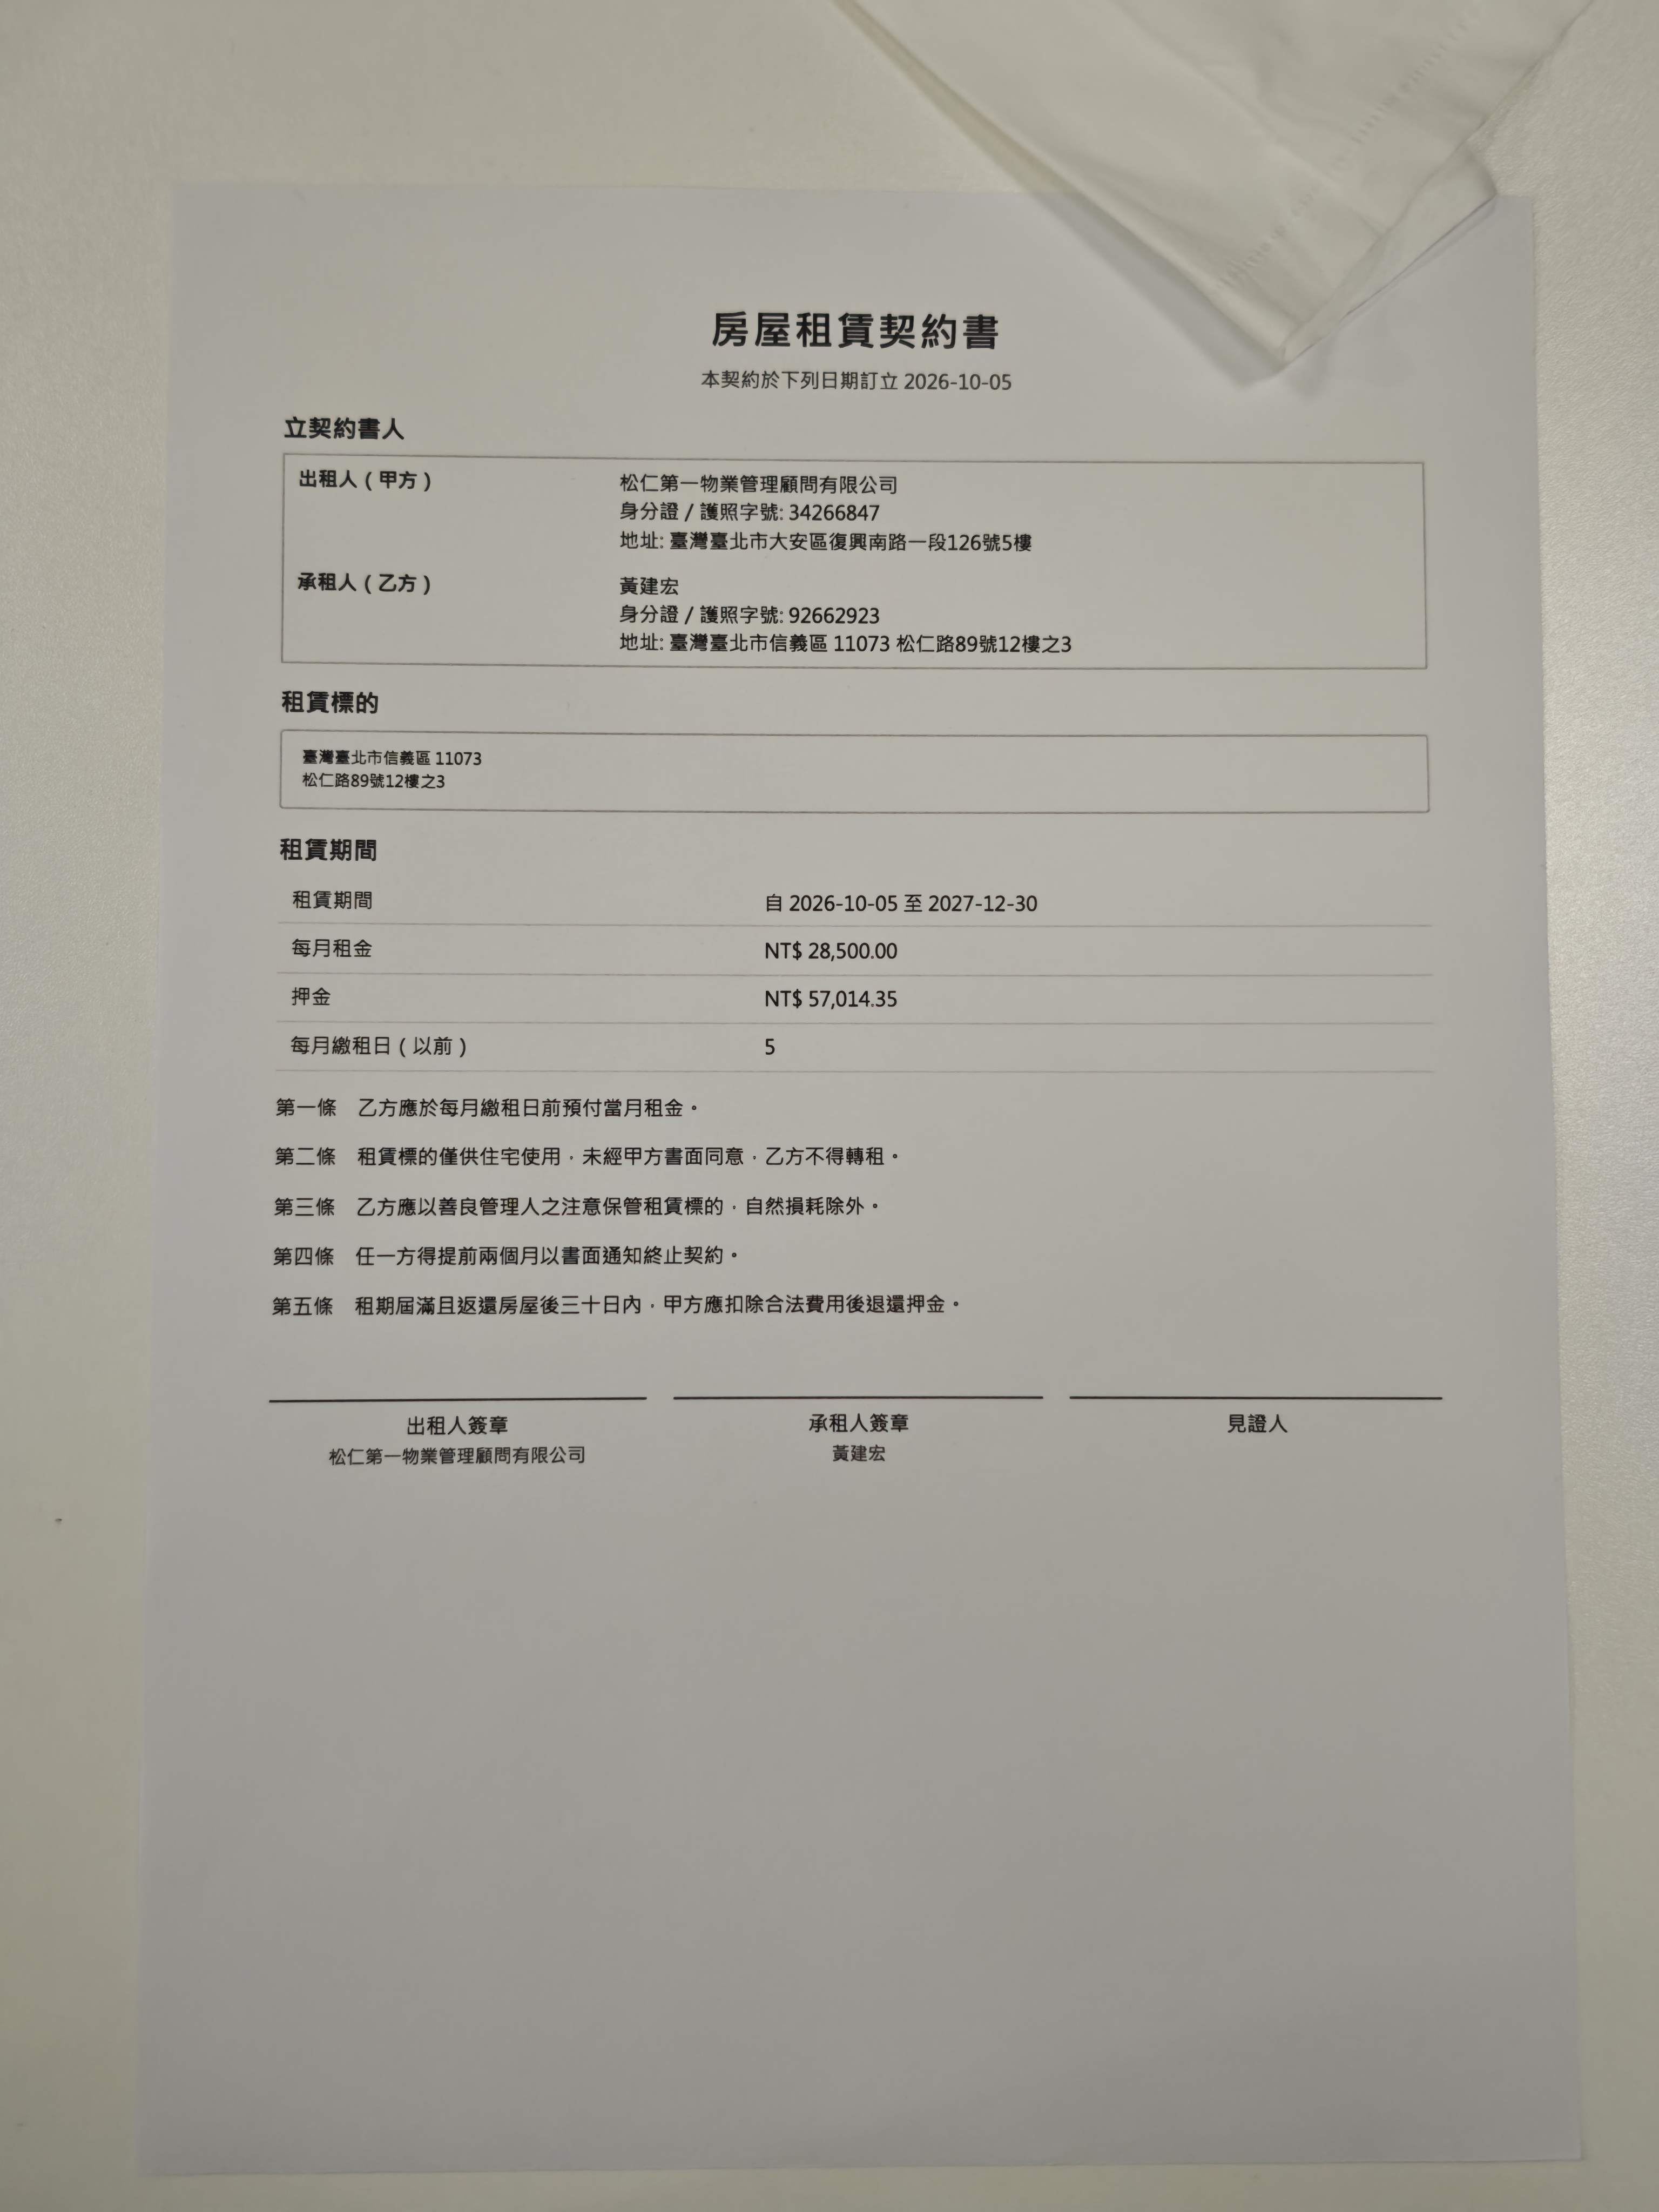 房屋租賃契約書
本契約於下列日期訂立 2026-10-05
立契約書人
出租人(甲方) 松仁第一物業管理顧問有限公司
身分證 / 護照字號: 34266847
地址: 臺灣臺北市大安區復興南路一段126號5樓
承租人(乙方) 黃建宏
身分證 / 護照字號: 92662923
地址: 臺灣臺北市信義區 11073 松仁路89號12樓之3
租賃標的
臺灣臺北市信義區 11073
松仁路89號12樓之3
租賃期間
租賃期間 自 2026-10-05 至 2027-12-30
每月租金 NT$ 28,500.00
押金 NT$ 57,014.35
每月繳租日(以前) 5
第一條 乙方應於每月繳租日前預付當月租金。
第二條 租賃標的僅供住宅使用,未經甲方書面同意,乙方不得轉租。
第三條 乙方應以善良管理人之注意保管租賃標的,自然損耗除外。
第四條 任一方得提前兩個月以書面通知終止契約。
第五條 租期屆滿且返還房屋後三十日內,甲方應扣除合法費用後退還押金。
出租人簽章 承租人簽章 見證人
松仁第一物業管理顧問有限公司 黃建宏